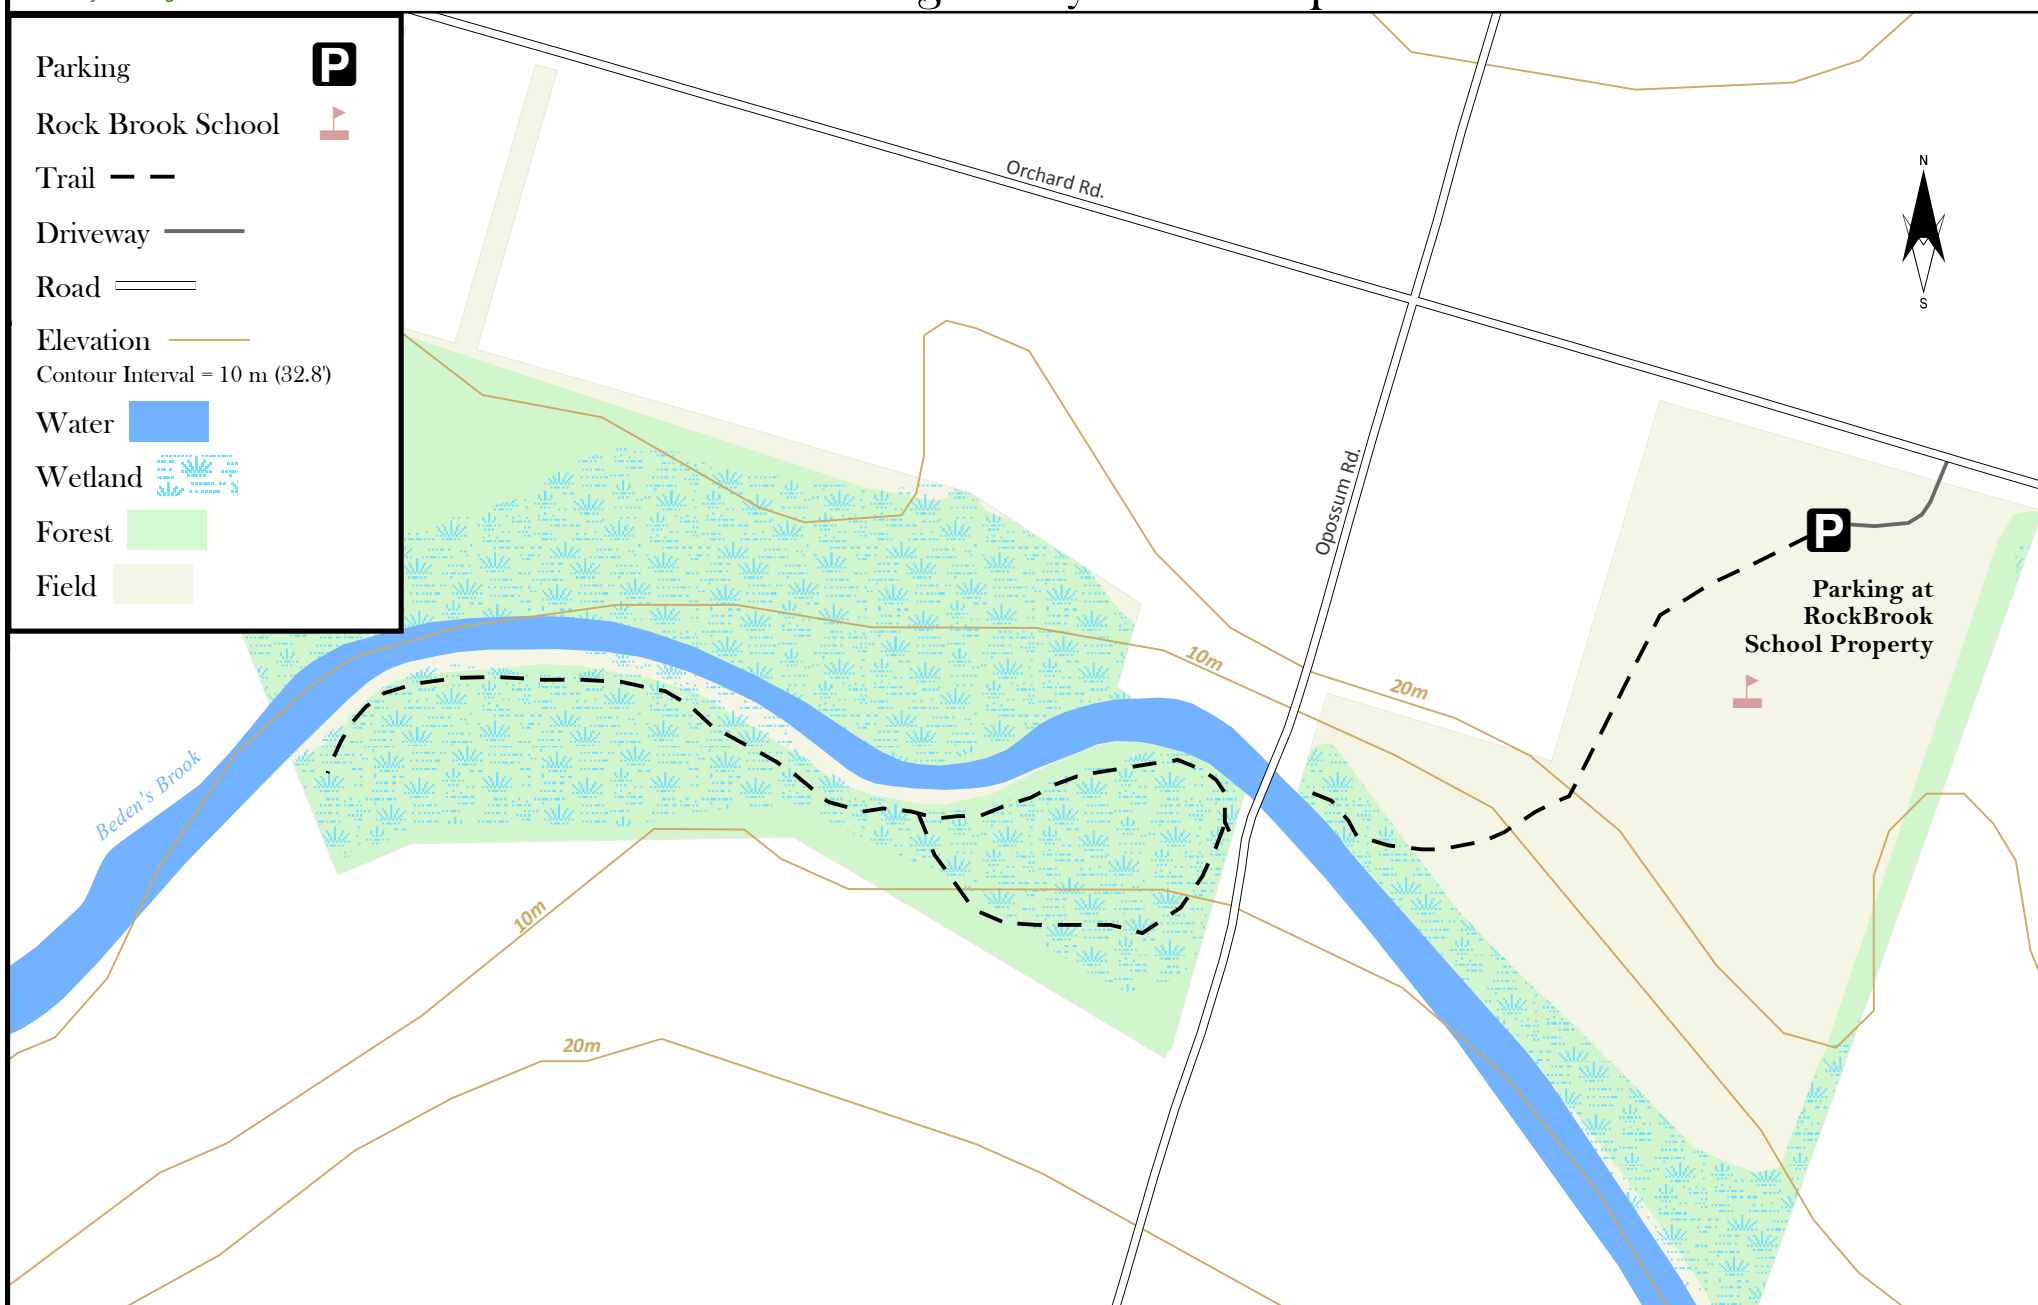 Parking
P
Rock Brook School
Trail
Driveway
Road
Elevation
Contour Interval = 10 m (32.8')
Water
Wetland
Forest
Field
Orchard Rd.
N
S
Opossum Rd.
P
Parking at
RockBrook
School Property
10m
20m
Beden's Brook
10m
20m